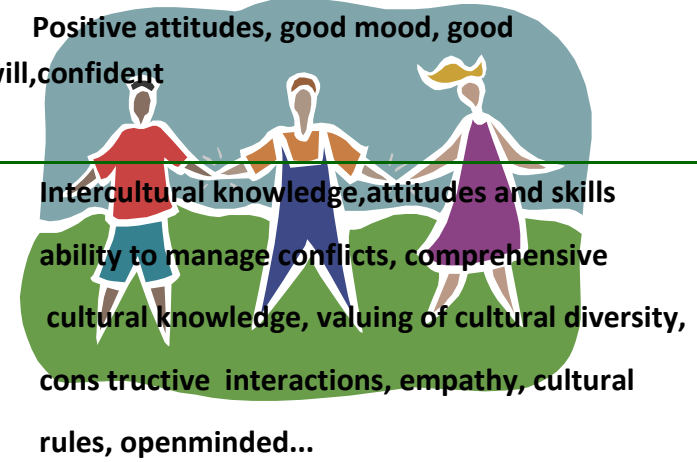 Positive attitudes, good mood, good
will,confident
Intercultural knowledge,attitudes and skills
ability to manage conflicts, comprehensive
cultural knowledge, valuing of cultural diversity,
cons tructive interactions, empathy, cultural
rules, openminded...